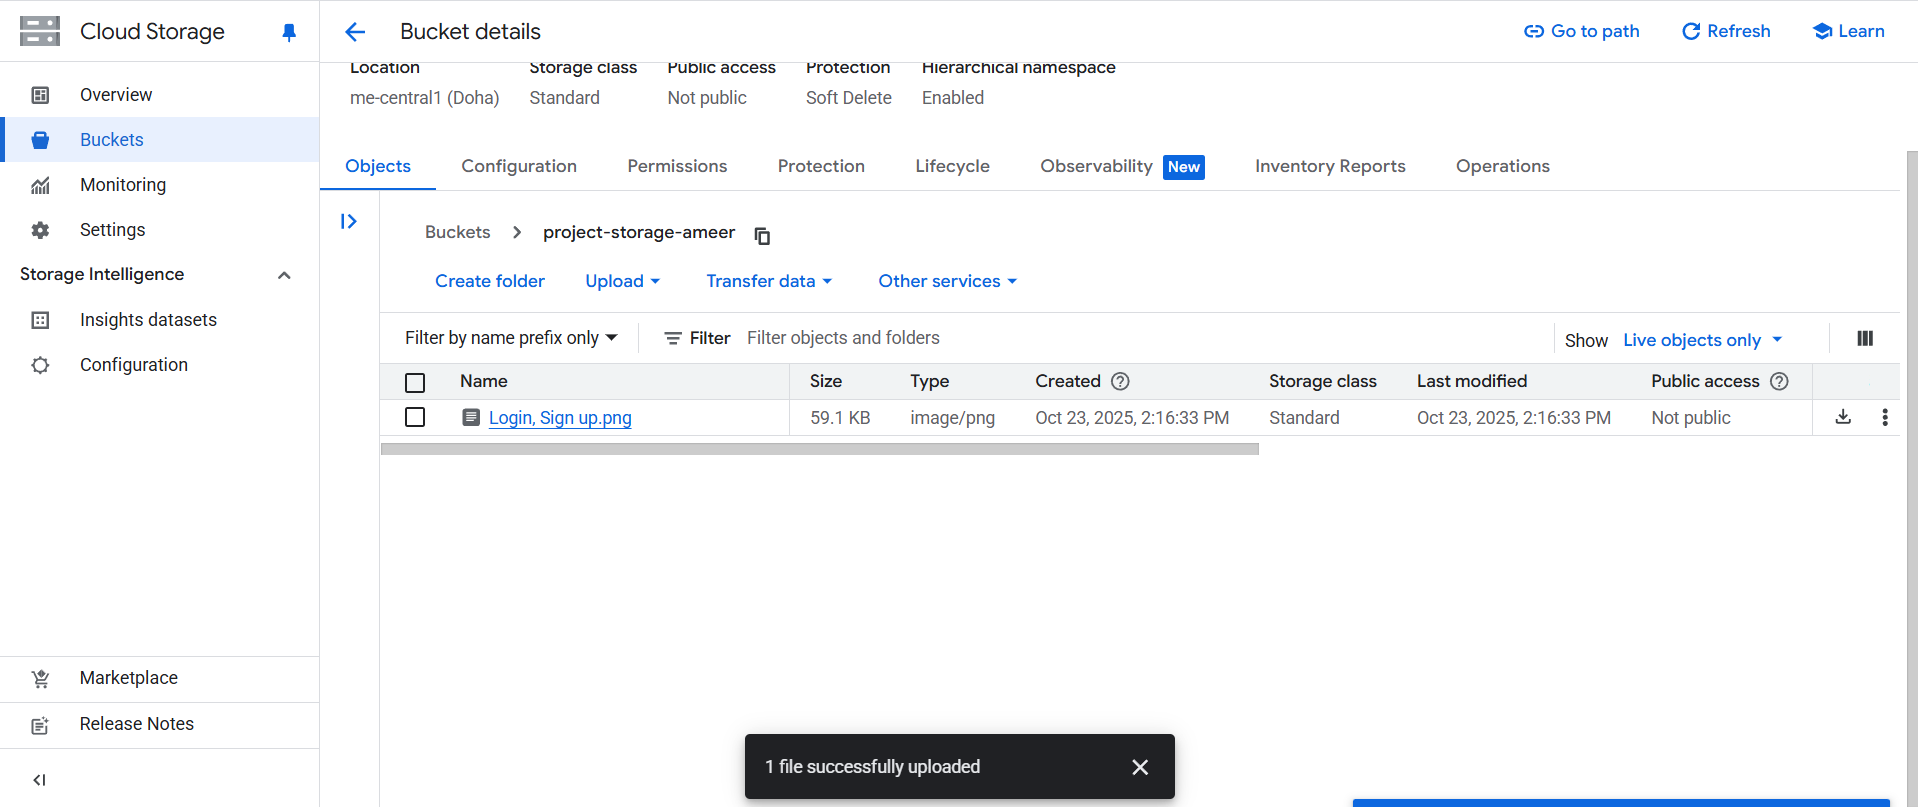 Cloud Storage
Bucket details
Go to path
Refresh
Learn
Overview
Buckets
Monitoring
Settings
Storage Intelligence
Insights datasets
Configuration
Marketplace
Release Notes
Location Storage class Public access Protection Hierarchical namespace
me-central1 (Doha) Standard Not public Soft Delete Enabled
Objects Configuration Permissions Protection Lifecycle Observability New Inventory Reports Operations
Buckets project-storage-ameer
Create folder Upload Transfer data Other services
Filter by name prefix only Filter Filter objects and folders Show Live objects only
Name Size Type Created Storage class Last modified Public access
Login, Sign up.png 59.1 KB image/png Oct 23, 2025, 2:16:33 PM Standard Oct 23, 2025, 2:16:33 PM Not public
1 file successfully uploaded